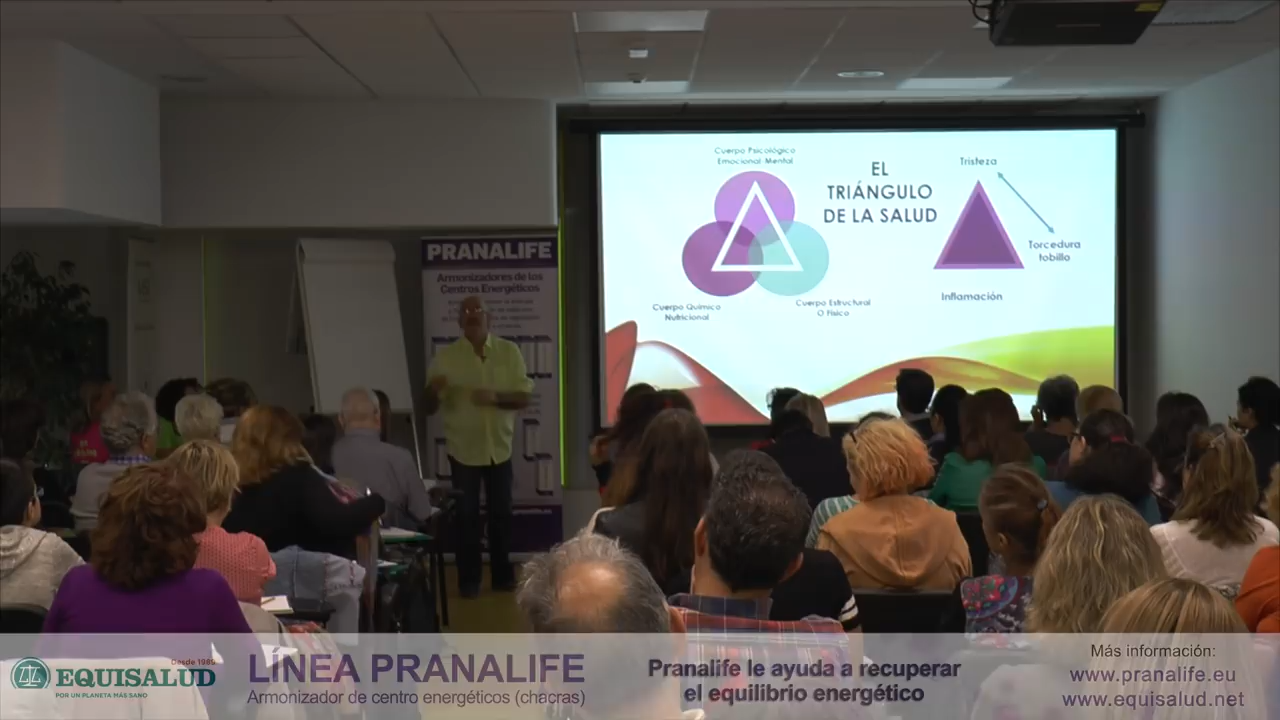 Cuerpo Psicológico
Emocional Mental
EL
TRIÁNGULO
DE LA SALUD
Tristeza
Torcedura
tobillo
Inflamación
Cuerpo Químico
Nutricional
Cuerpo Estructural
O Físico
PRANALIFE
Armonizadores de los
Centros Energéticos
Desde 1985
EQUISALUD
POR UN PLANETA MÁS SANO
LÍNEA PRANALIFE
Armonizador de centro energéticos (chacras)
Pranalife le ayuda a recuperar
el equilibrio energético
Más información:
www.pranalife.eu
www.equisalud.net